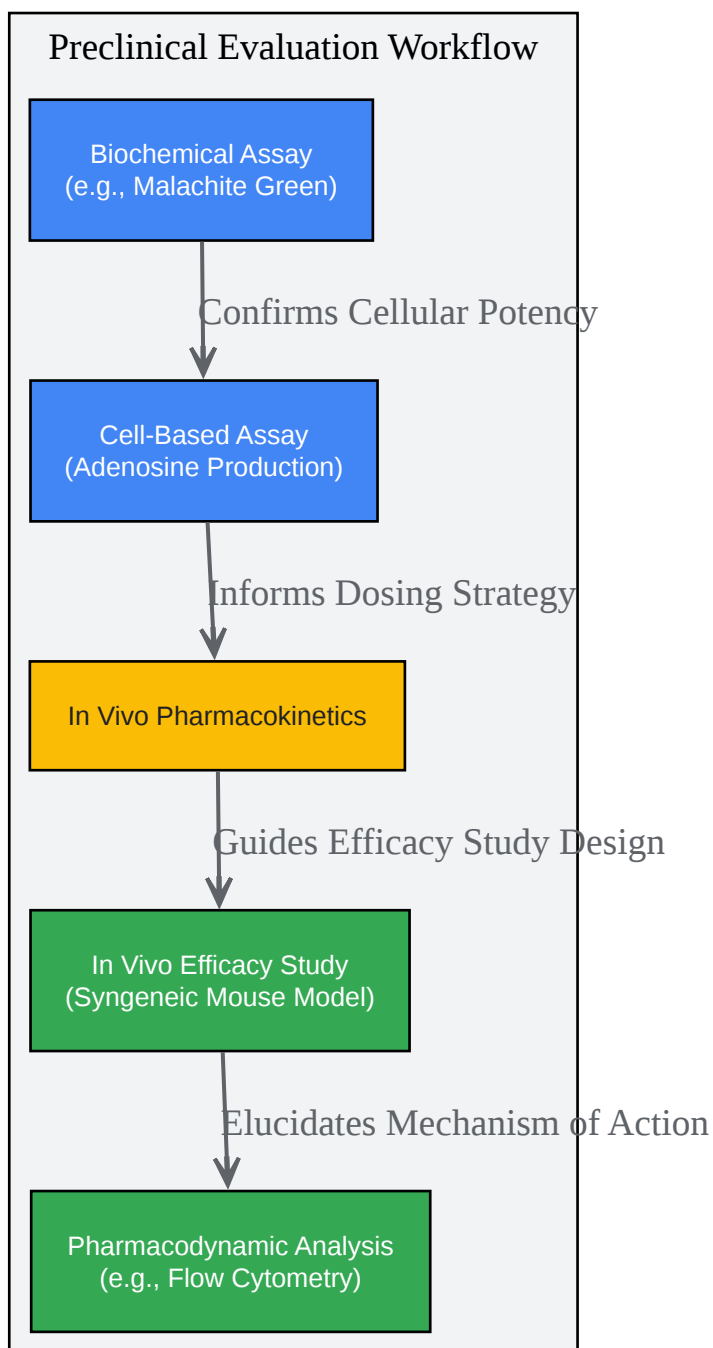 Preclinical Evaluation Workflow
Biochemical Assay
(e.g., Malachite Green)
Confirms Cellular Potency
Cell-Based Assay
(Adenosine Production)
Informs Dosing Strategy
In Vivo Pharmacokinetics
Guides Efficacy Study Design
In Vivo Efficacy Study
(Syngeneic Mouse Model)
Elucidates Mechanism of Action
Pharmacodynamic Analysis
(e.g., Flow Cytometry)